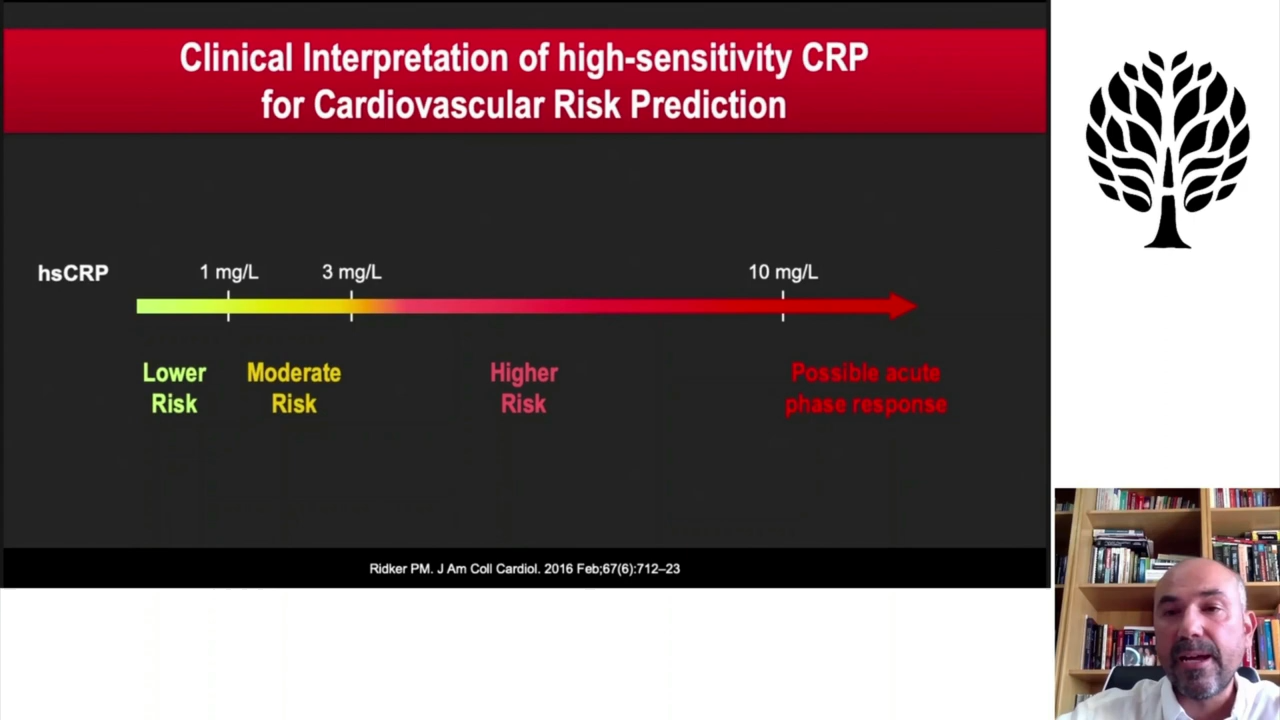 Clinical Interpretation of high-sensitivity CRP
for Cardiovascular Risk Prediction
hsCRP
1 mg/L
3 mg/L
10 mg/L
Lower
Risk
Moderate
Risk
Higher
Risk
Possible acute
phase response
Ridker PM. J Am Coll Cardiol. 2016 Feb;67(6):712–23